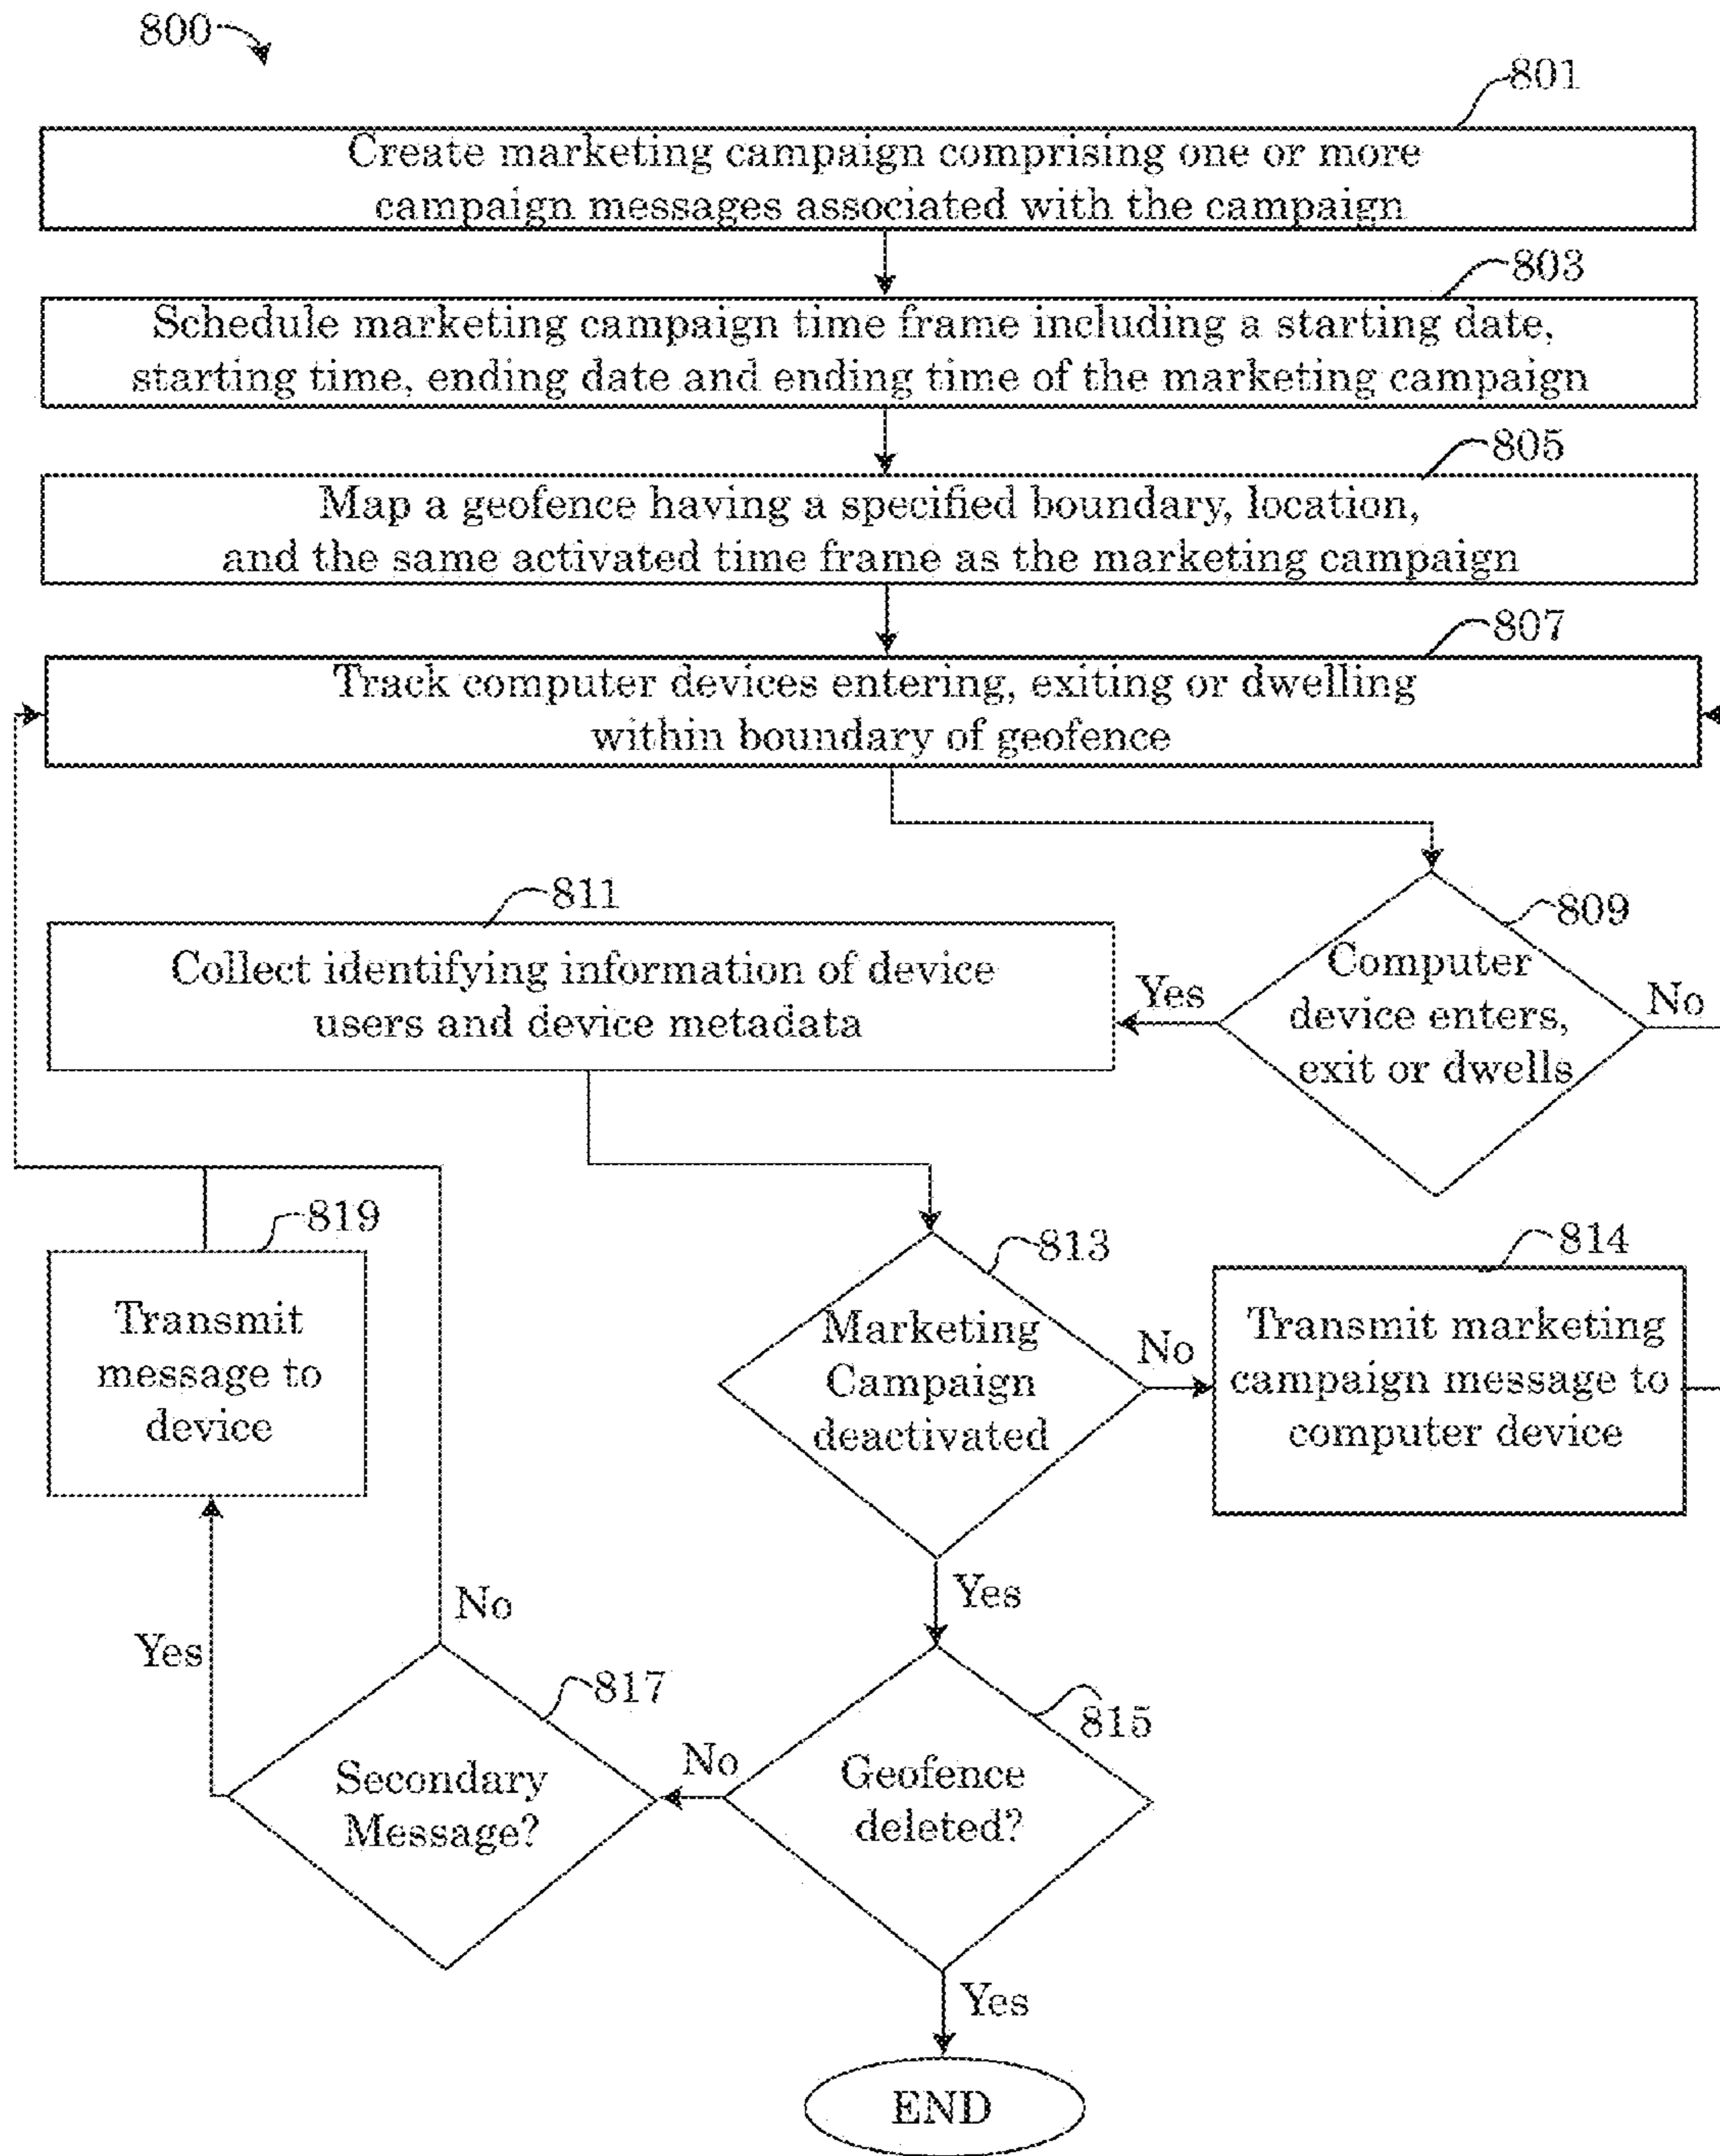 800
801
Create marketing campaign comprising one or more
campaign messages associated with the campaign
803
Schedule marketing campaign time frame including a starting date,
starting time, ending date and ending time of the marketing campaign
805
Map a geofence having a specified boundary, location,
and the same activated time frame as the marketing campaign
807
Track computer devices entering, exiting or dwelling
within boundary of geofence
811
Collect identifying information of device
users and device metadata
809
Computer
device enters,
exit or dwells
Yes
No
819
Transmit
message to
device
813
Marketing
Campaign
deactivated
No
814
Transmit marketing
campaign message to
computer device
Yes
No
Yes
817
Secondary
Message?
No
815
Geofence
deleted?
Yes
END